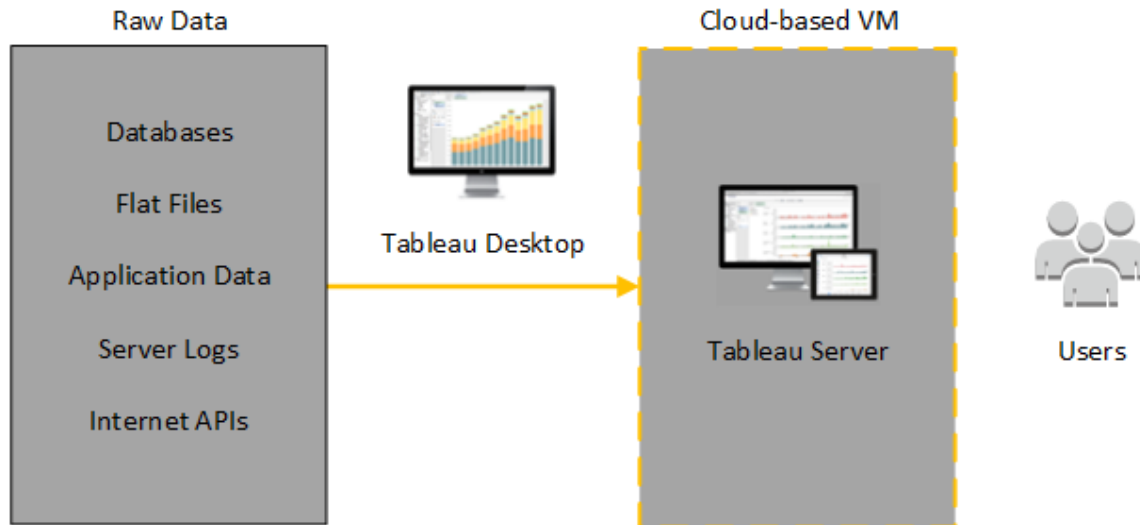 Raw Data
Cloud-based VM
Databases
Flat Files
Application Data
Server Logs
Internet APIs
Tableau Desktop
Tableau Server
Users